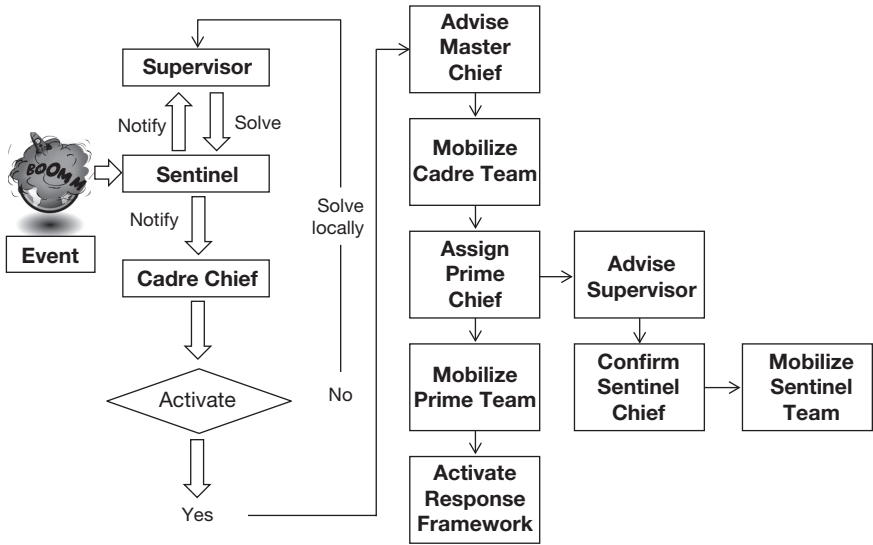 Supervisor
Notify
Solve
BOOMM
Sentinel
Notify
Event
Cadre Chief
Solve
locally
Activate
No
Yes
Advise
Master
Chief
Mobilize
Cadre Team
Assign
Prime
Chief
Advise
Supervisor
Mobilize
Prime Team
Confirm
Sentinel
Chief
Mobilize
Sentinel
Team
Activate
Response
Framework